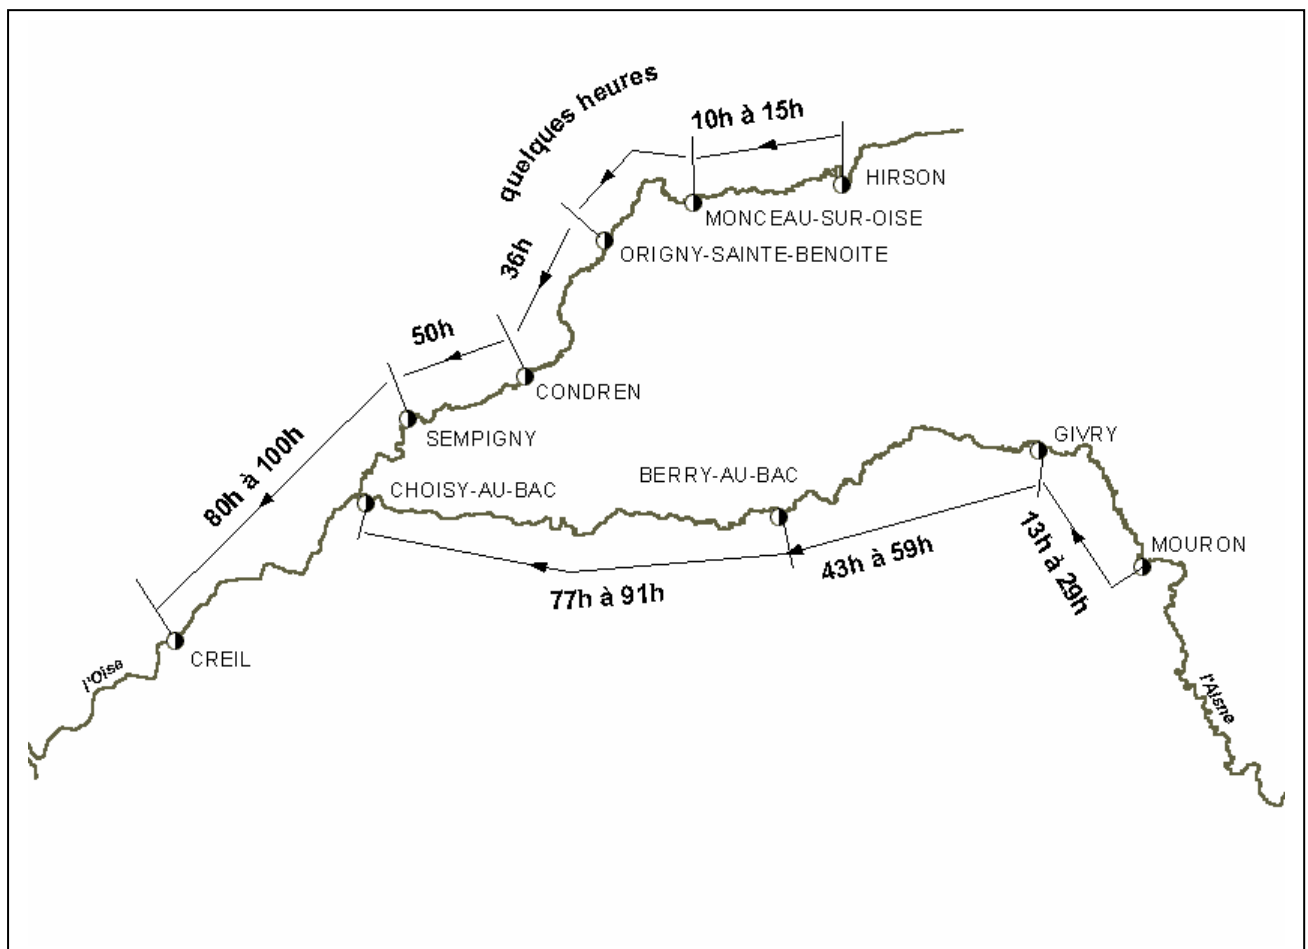 quelques heures
10h à 15h
HIRSON
MONCEAU-SUR-OISE
ORIGNY-SAINTE-BENOITE
36h
50h
CONDREN
SEMPIGNY
GIVRY
80h à 100h
BERRY-AU-BAC
CHOISY-AU-BAC
13h à 29h
MOURON
43h à 59h
77h à 91h
CREIL
l'Oise
l'Aisne